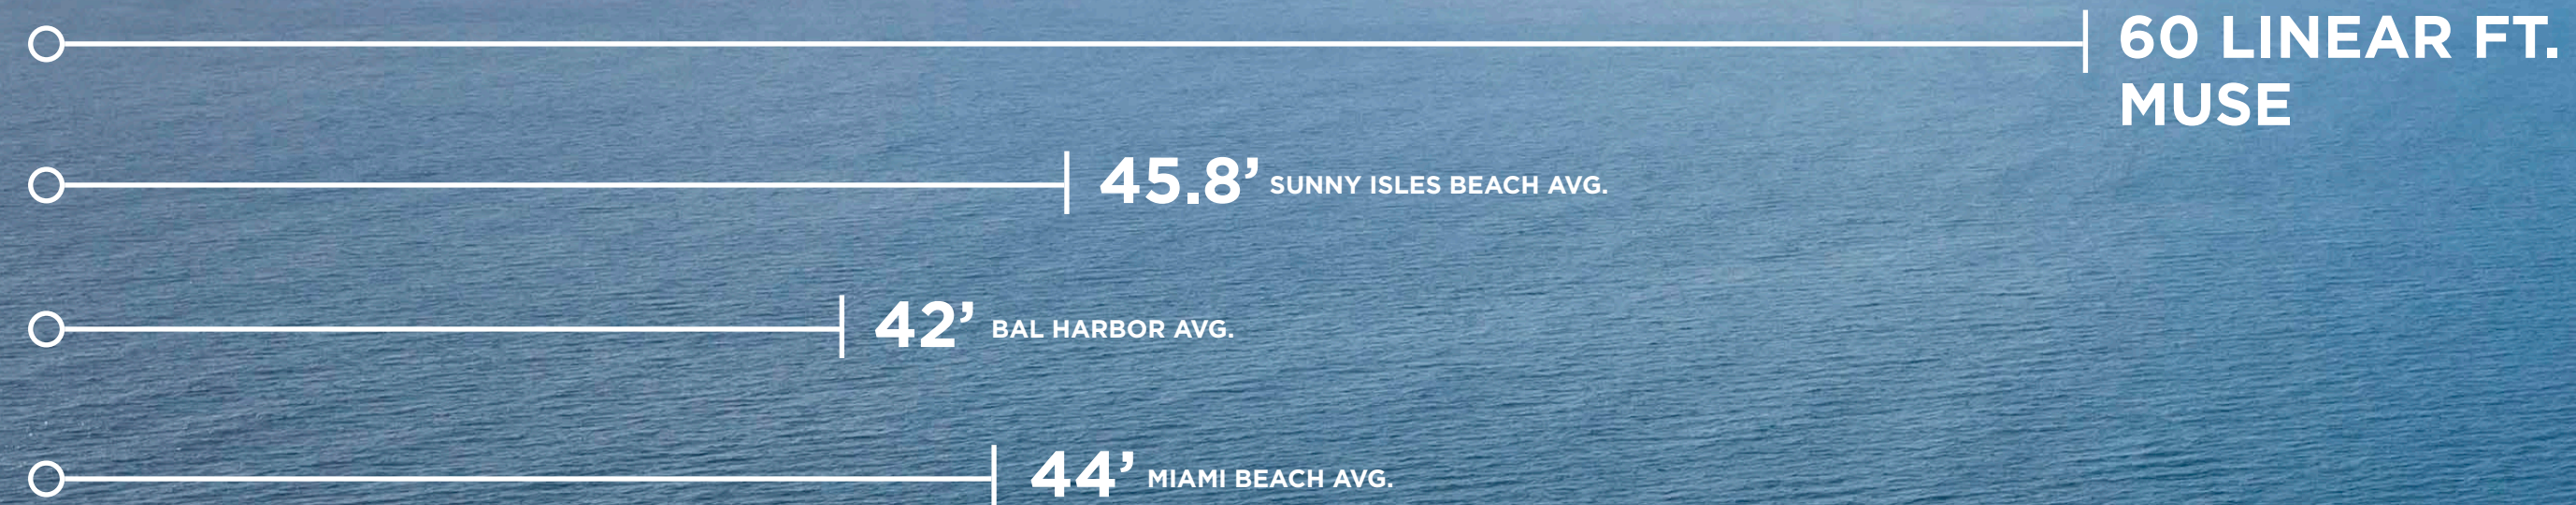 60 LINEAR FT.
MUSE
45.8’ SUNNY ISLES BEACH AVG.
42’ BAL HARBOR AVG.
44’ MIAMI BEACH AVG.